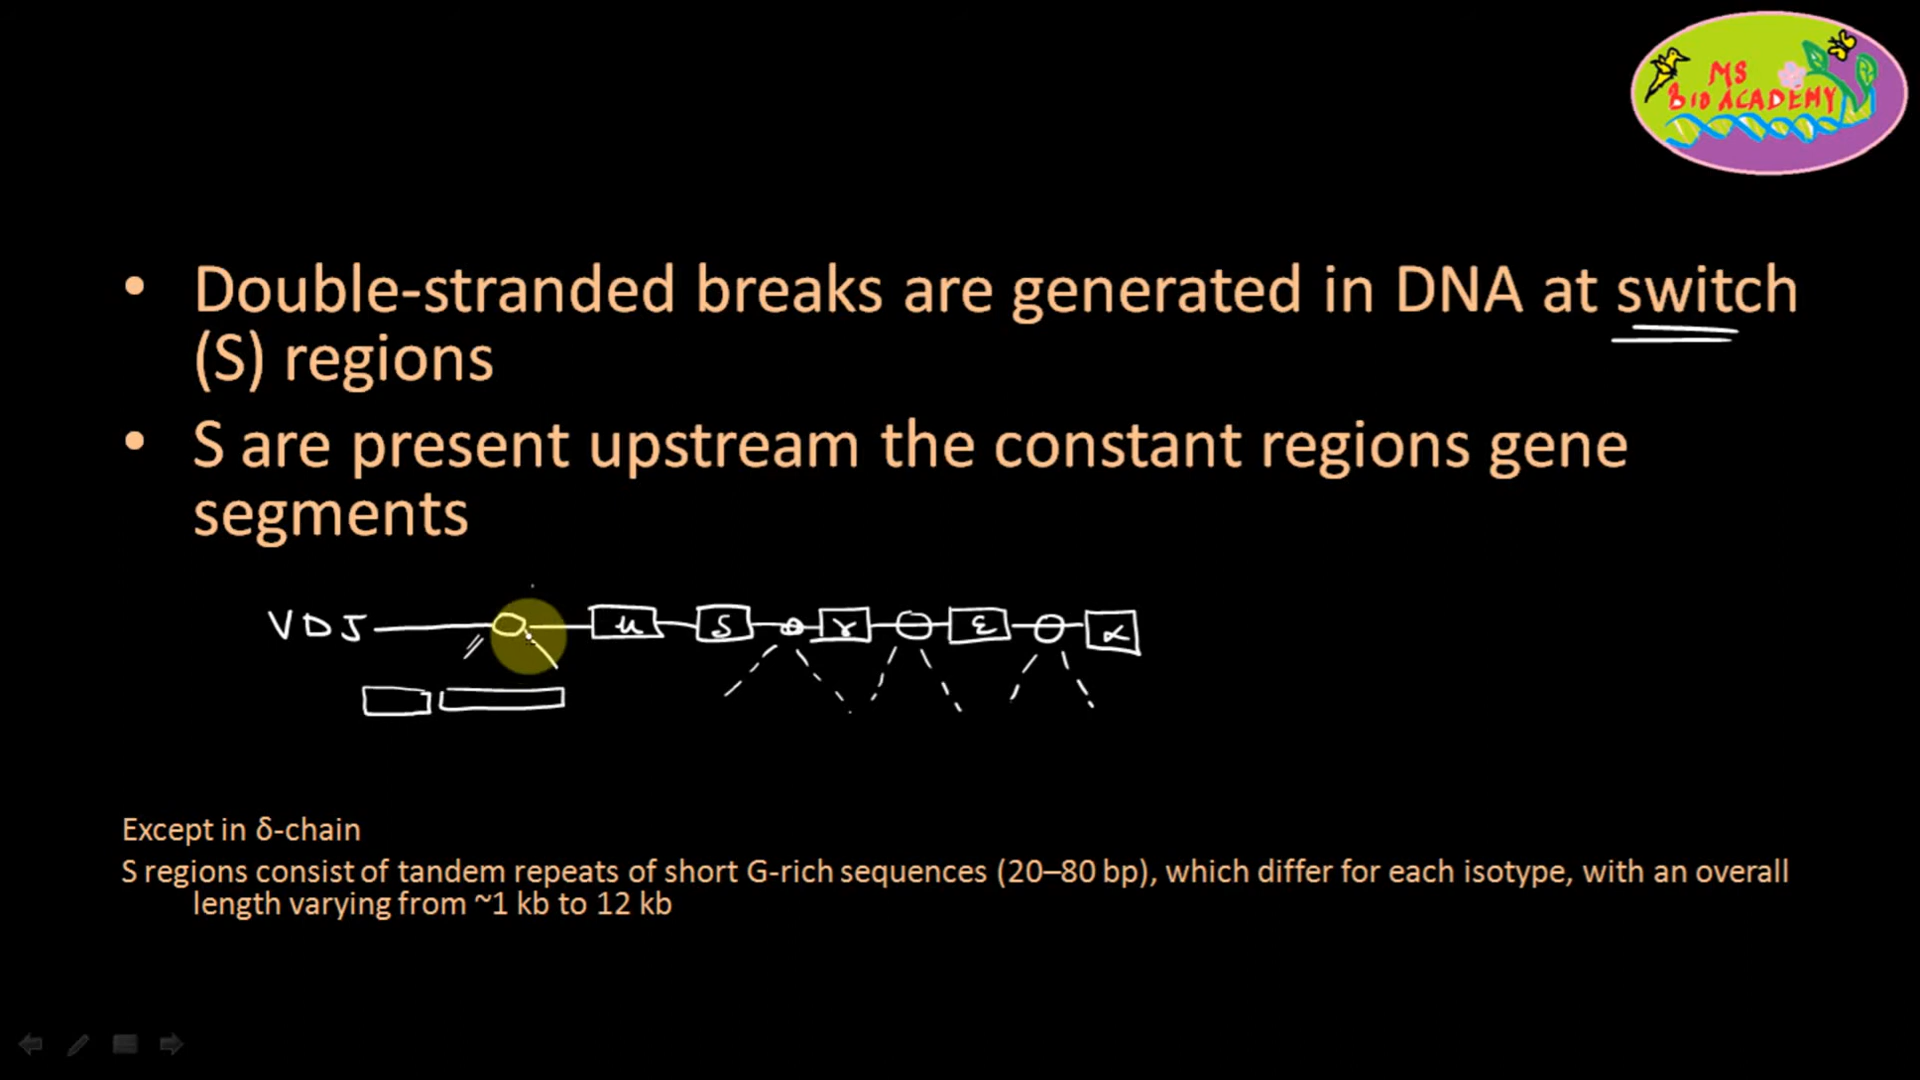 MS
BIO ACADEMY
• Double-stranded breaks are generated in DNA at switch
(S) regions
• S are present upstream the constant regions gene
segments
VDJ μ δ γ ε α
Except in δ-chain
S regions consist of tandem repeats of short G-rich sequences (20–80 bp), which differ for each isotype, with an overall
length varying from ~1 kb to 12 kb